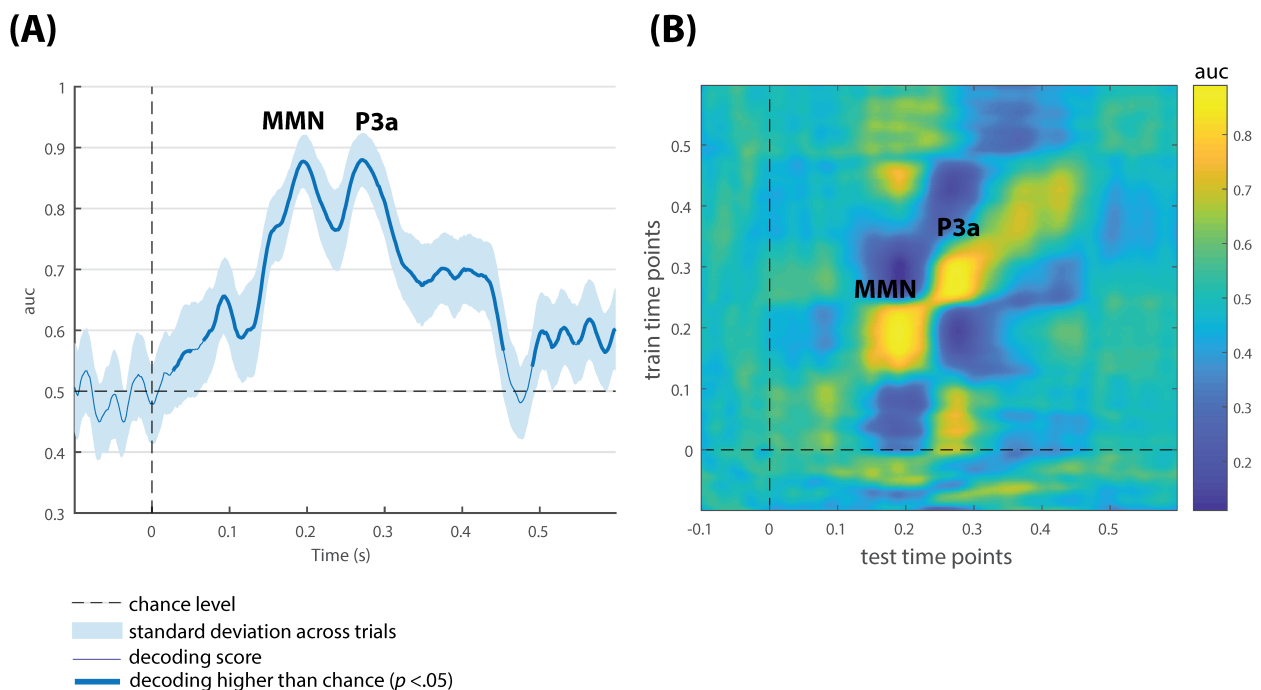 (A)
(B)
auc
MMN
P3a
1
0.9
0.8
0.7
0.6
0.5
0.4
0.3
auc
0
0.1
0.2
0.3
0.4
0.5
Time (s)
P3a
MMN
0.5
0.4
0.3
0.2
0.1
0
train time points
-0.1
0
0.1
0.2
0.3
0.4
0.5
test time points
0.8
0.7
0.6
0.5
0.4
0.3
0.2
chance level
standard deviation across trials
decoding score
decoding higher than chance (p <.05)